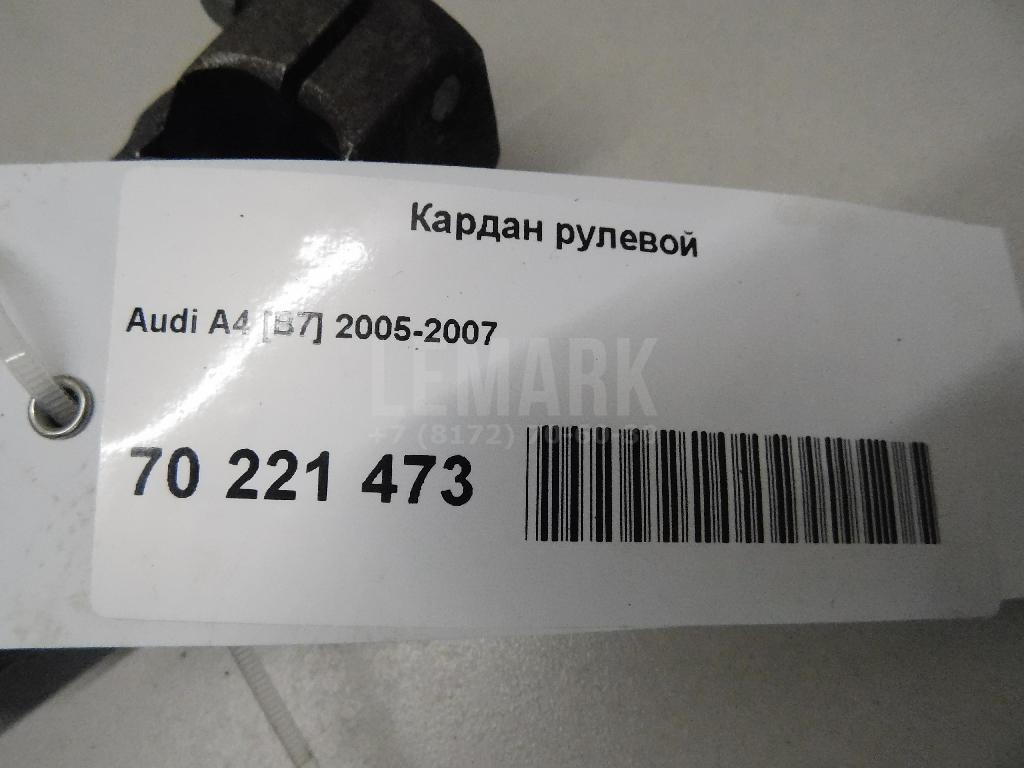 Кардан рулевой
Audi A4 [B7] 2005-2007
LEMARK
70 221 473